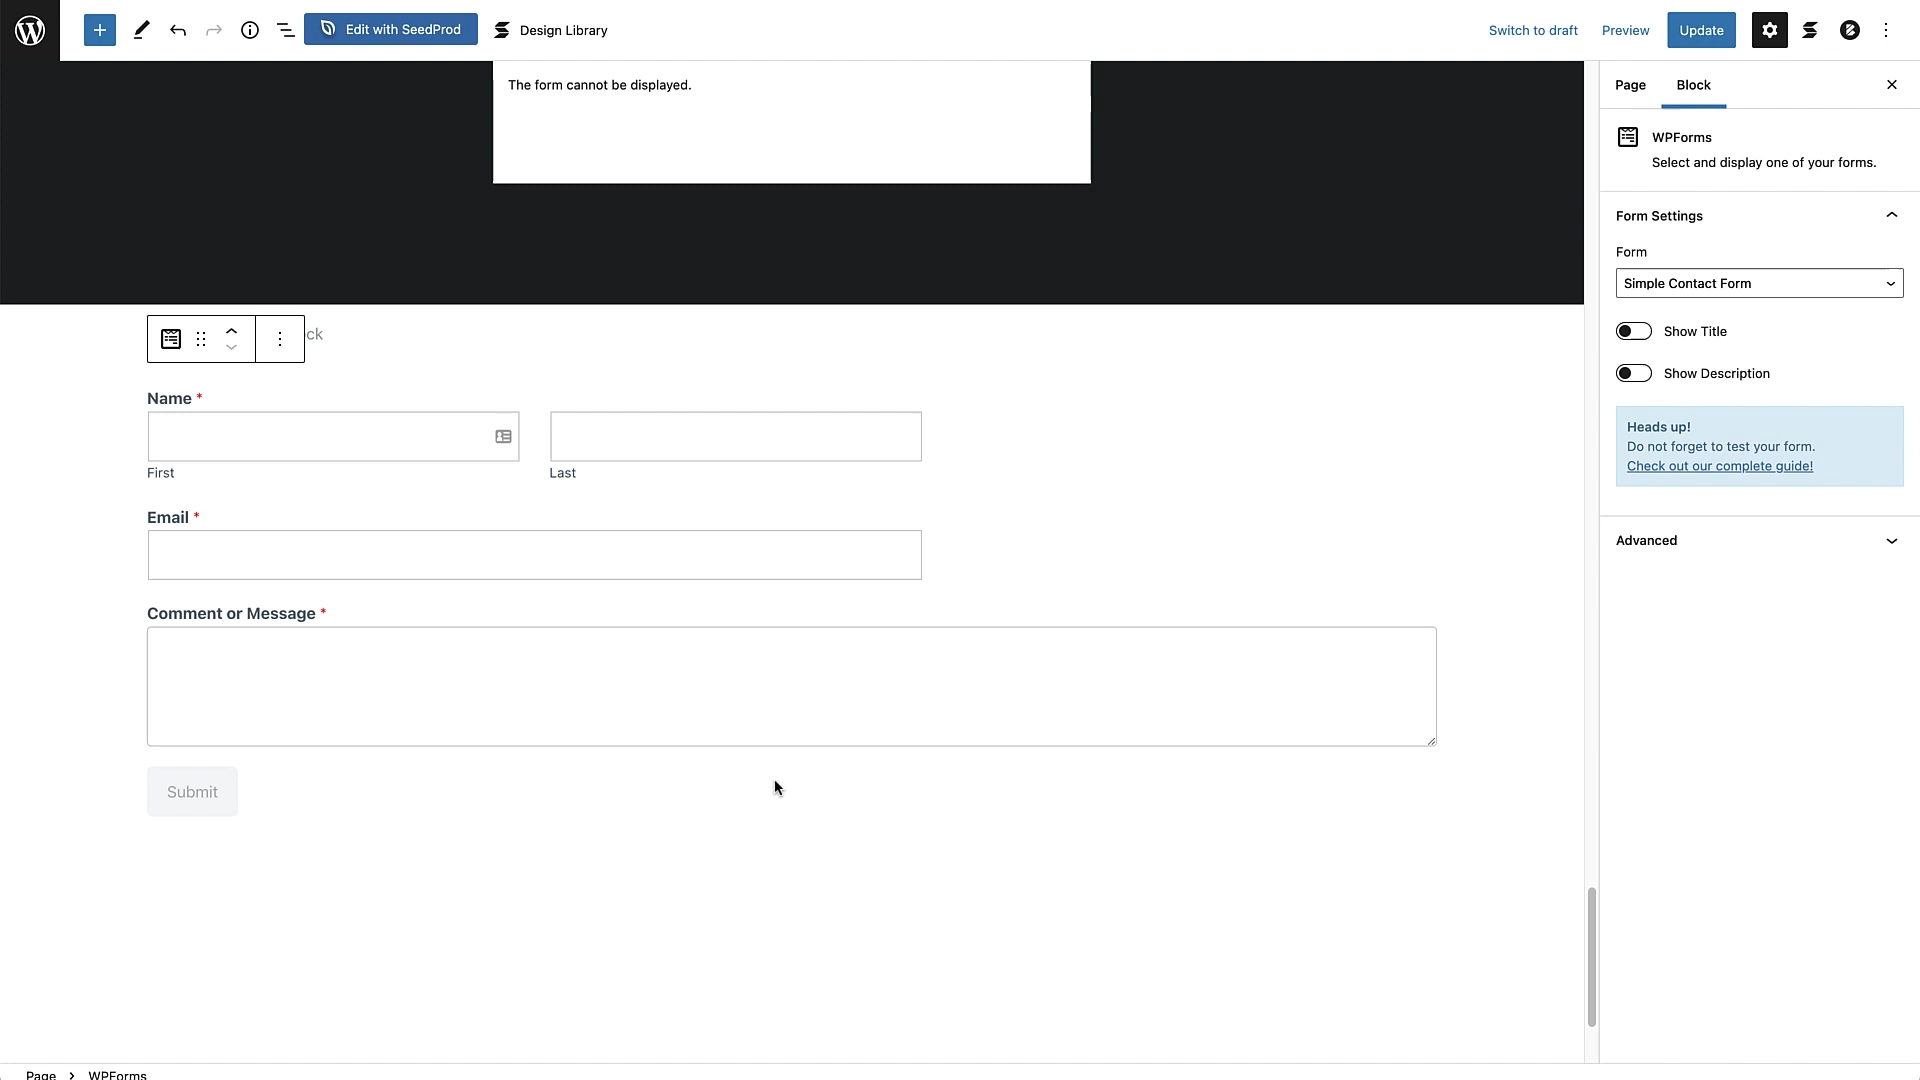 Edit with SeedProd
Design Library
Switch to draft
Preview
Update
The form cannot be displayed.
Page
Block
WPForms
Select and display one of your forms.
Form Settings
Form
Simple Contact Form
Show Title
Show Description
Heads up!
Do not forget to test your form.
Check out our complete guide!
Advanced
ck
Name *
First
Last
Email *
Comment or Message *
Submit
Page > WPForms